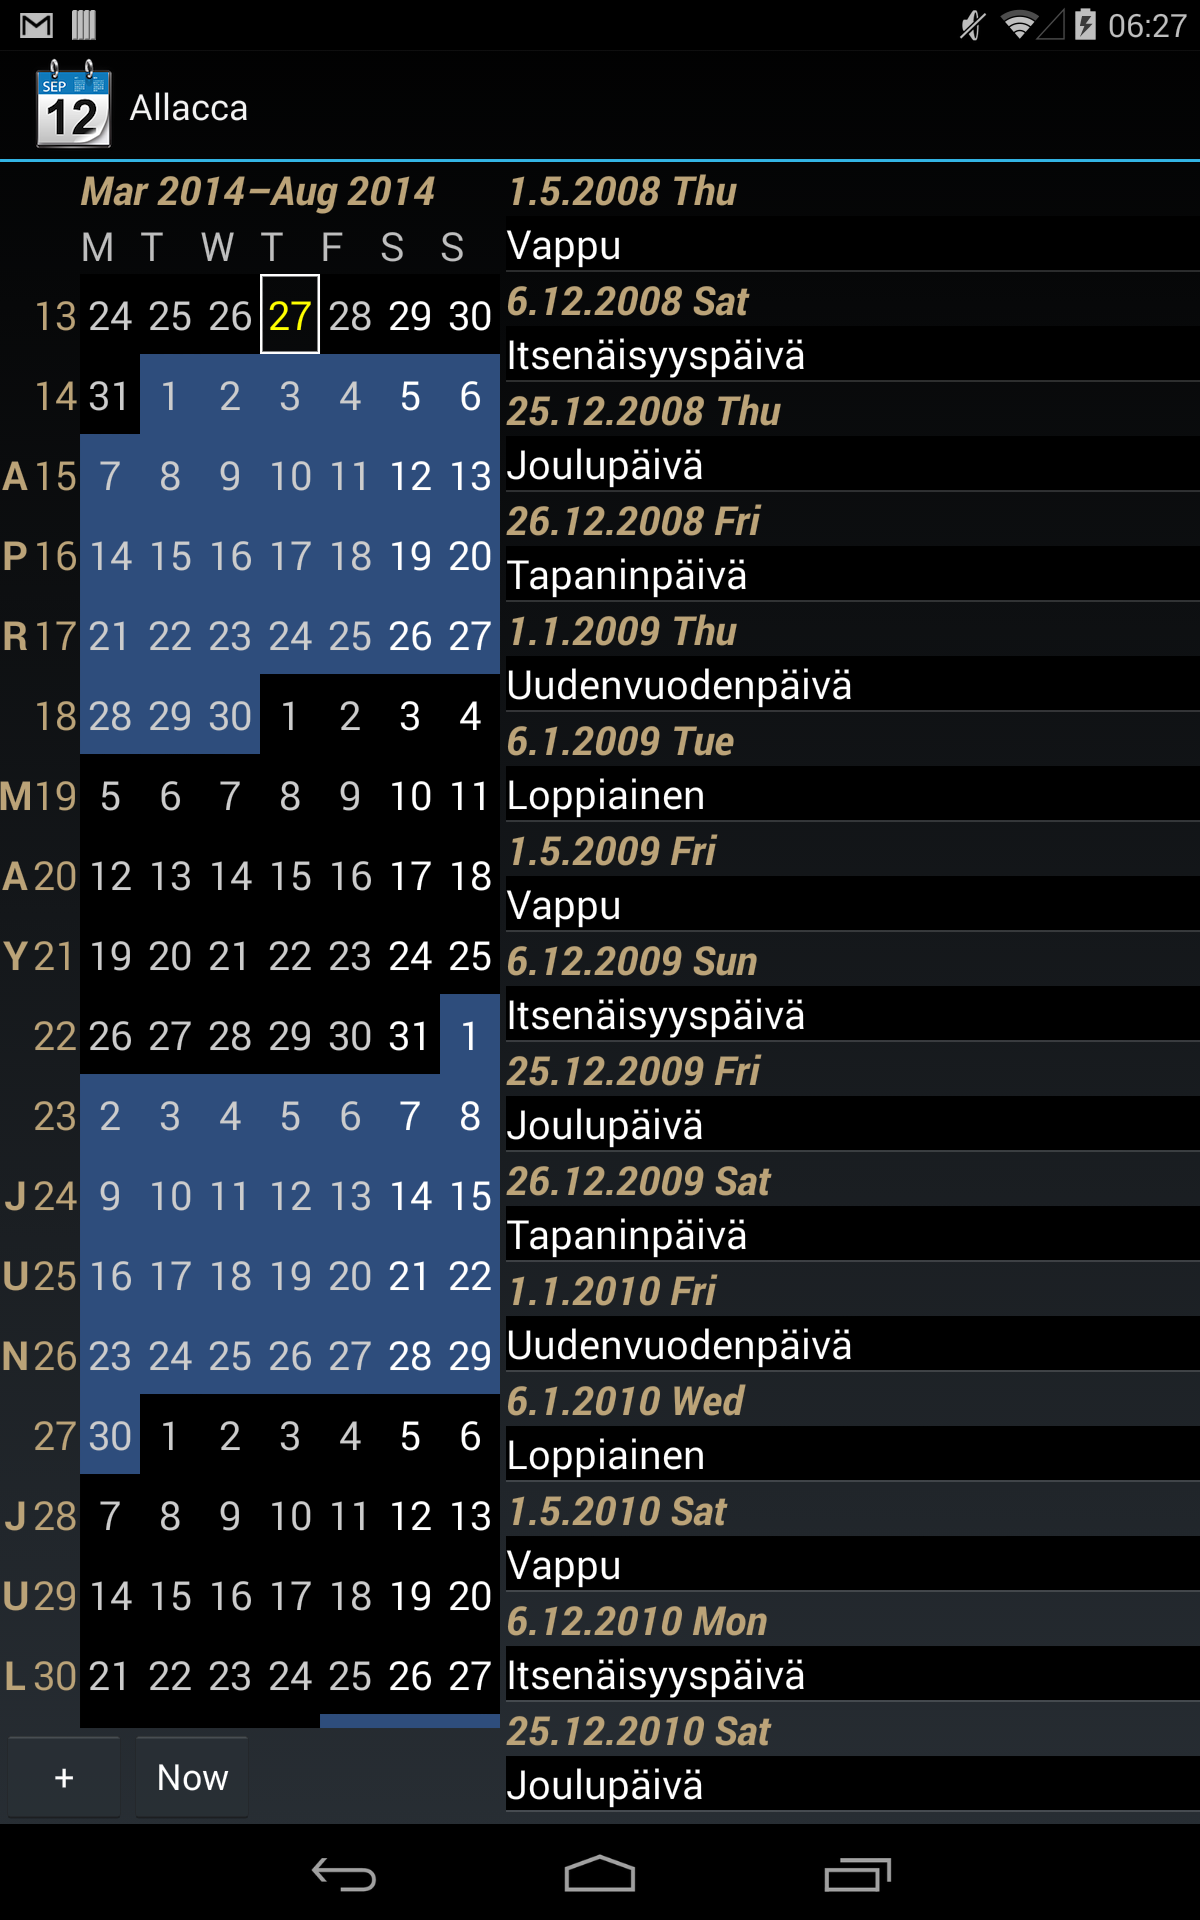 06:27
SEP
12
Allacca
Mar 2014–Aug 2014
M T W T F S S
13 24 25 26 27 28 29 30
14 31 1 2 3 4 5 6
A 15 7 8 9 10 11 12 13
P 16 14 15 16 17 18 19 20
R 17 21 22 23 24 25 26 27
18 28 29 30 1 2 3 4
M 19 5 6 7 8 9 10 11
A 20 12 13 14 15 16 17 18
Y 21 19 20 21 22 23 24 25
22 26 27 28 29 30 31 1
23 2 3 4 5 6 7 8
J 24 9 10 11 12 13 14 15
U 25 16 17 18 19 20 21 22
N 26 23 24 25 26 27 28 29
27 30 1 2 3 4 5 6
J 28 7 8 9 10 11 12 13
U 29 14 15 16 17 18 19 20
L 30 21 22 23 24 25 26 27
+ Now
1.5.2008 Thu
Vappu
6.12.2008 Sat
Itsenäisyyspäivä
25.12.2008 Thu
Joulupäivä
26.12.2008 Fri
Tapaninpäivä
1.1.2009 Thu
Uudenvuodenpäivä
6.1.2009 Tue
Loppiainen
1.5.2009 Fri
Vappu
6.12.2009 Sun
Itsenäisyyspäivä
25.12.2009 Fri
Joulupäivä
26.12.2009 Sat
Tapaninpäivä
1.1.2010 Fri
Uudenvuodenpäivä
6.1.2010 Wed
Loppiainen
1.5.2010 Sat
Vappu
6.12.2010 Mon
Itsenäisyyspäivä
25.12.2010 Sat
Joulupäivä